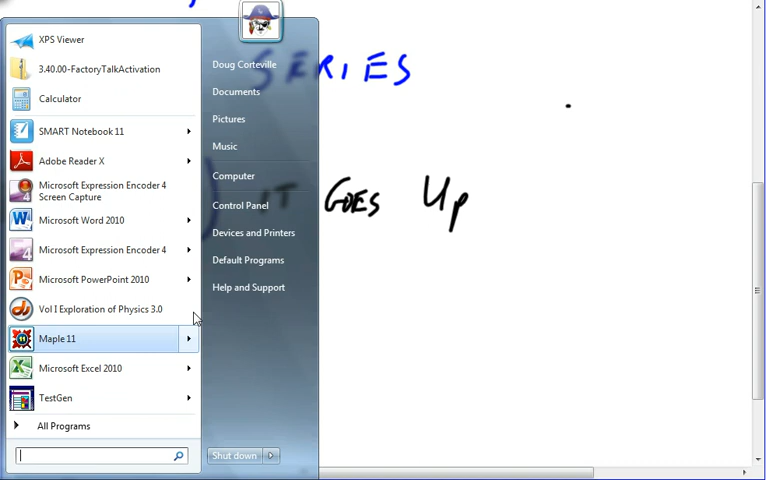 XPS Viewer
3.40.00-FactoryTalkActivation
Calculator
SMART Notebook 11
Adobe Reader X
Microsoft Expression Encoder 4
Screen Capture
Microsoft Word 2010
Microsoft Expression Encoder 4
Microsoft PowerPoint 2010
Vol I Exploration of Physics 3.0
Maple 11
Microsoft Excel 2010
TestGen
All Programs
Doug Corteville
Documents
Pictures
Music
Computer
Control Panel
Devices and Printers
Default Programs
Help and Support
Shut down
SERIES
) IT GOES Up